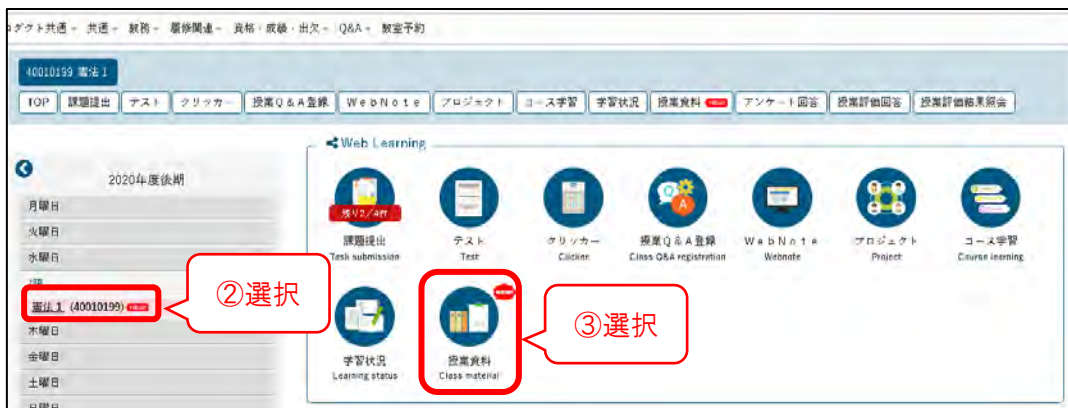 ロダクト共通 共通 教務 履修関連 資格・成績・出欠 Q&A 教室予約
40010199 憲法1
TOP 課題提出 テスト クリッカー 授業Q&A登録 WebNote プロジェクト コース学習 学習状況 授業資料 アンケート回答 授業評価回答 授業評価結果照会
Web Learning
2020年度後期
月曜日
火曜日
水曜日
憲法1 (40010199)
木曜日
金曜日
土曜日
日曜日
②選択
残り2/4件
課題提出 テスト クリッカー 授業Q&A登録 WebNote プロジェクト コース学習
Task submission Test Clicker Class Q&A registration Webnote Project Course learning
学習状況 授業資料
Learning status Class material
③選択